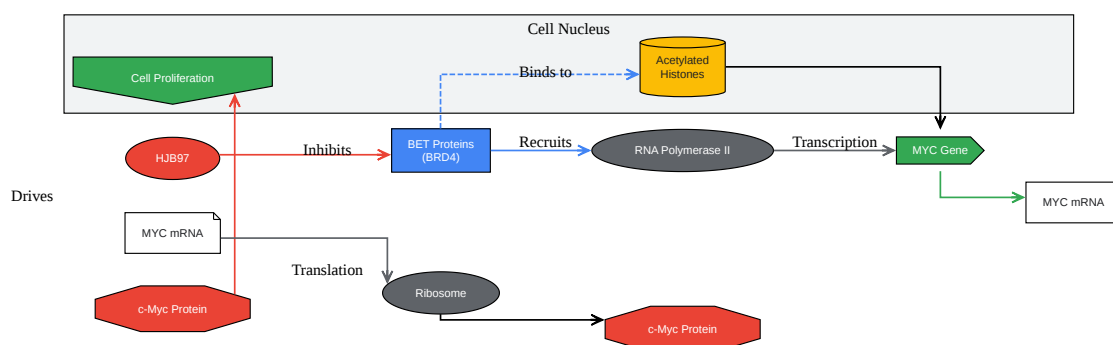 Cell Nucleus
Cell Proliferation
Binds to
Acetylated
Histones
HJB97
Inhibits
BET Proteins
(BRD4)
Recruits
RNA Polymerase II
Transcription
MYC Gene
Drives
MYC mRNA
MYC mRNA
Translation
Ribosome
c-Myc Protein
c-Myc Protein